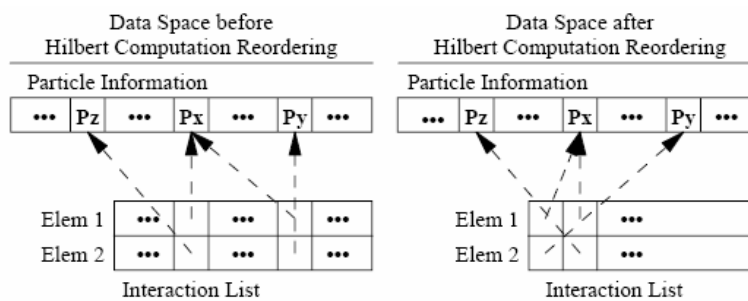 Data Space before
Hilbert Computation Reordering
Particle Information
••• Pz ••• Px ••• Py •••
Elem 1 ••• ••• •••
Elem 2 ••• ••• •••
Interaction List
Data Space after
Hilbert Computation Reordering
Particle Information
••• Pz ••• Px ••• Py •••
Elem 1 •••
Elem 2 •••
Interaction List